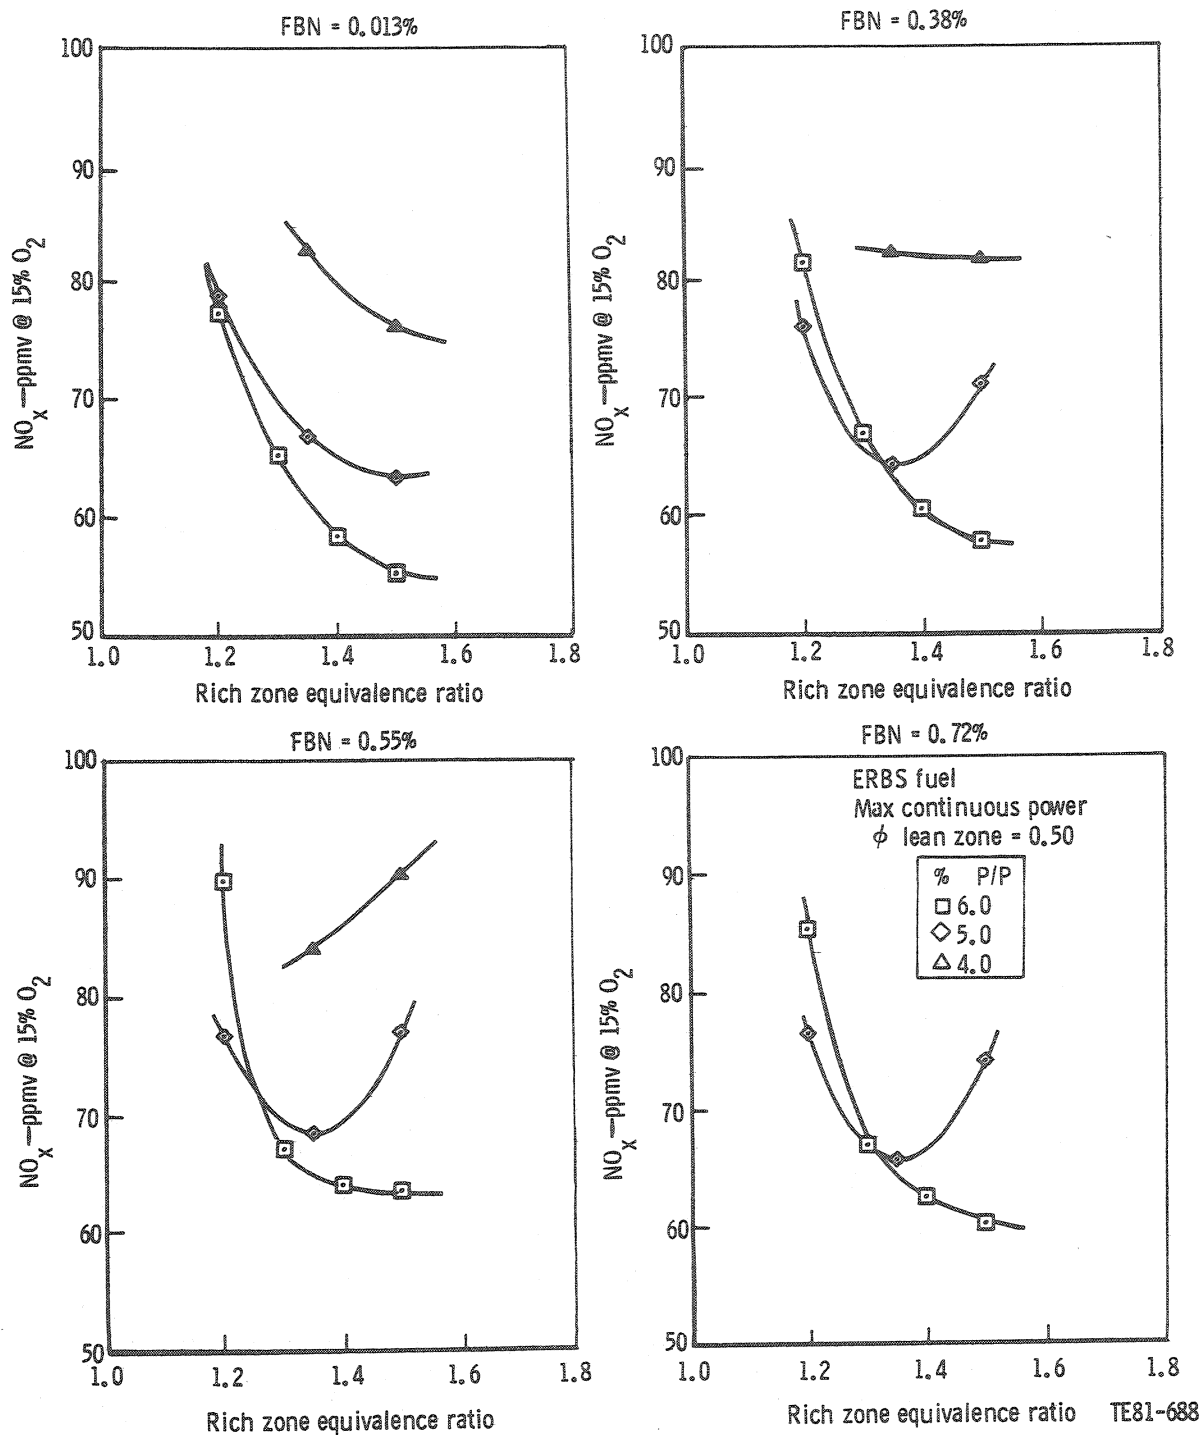 FBN = 0.013%
100
90
80
70
60
50
1.0
1.2
1.4
1.6
1.8
NOx—ppmv @ 15% O2
Rich zone equivalence ratio
FBN = 0.38%
100
90
80
70
60
50
1.0
1.2
1.4
1.6
1.8
NOx—ppmv @ 15% O2
Rich zone equivalence ratio
FBN = 0.55%
100
90
80
70
60
50
1.0
1.2
1.4
1.6
1.8
NOx—ppmv @ 15% O2
Rich zone equivalence ratio
FBN = 0.72%
100
90
80
70
60
50
1.0
1.2
1.4
1.6
1.8
NOx—ppmv @ 15% O2
ERBS fuel
Max continuous power
ϕ lean zone = 0.50
% P/P
6.0
5.0
4.0
Rich zone equivalence ratio
TE81-688